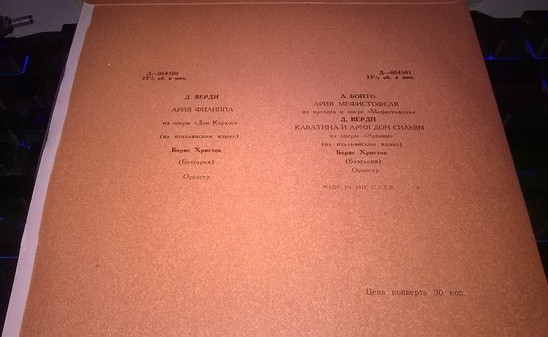 Д—004500
33⅓ об. в мин.
Д. ВЕРДИ
АРИЯ ФИЛИППА
из оперы «Дон Карлос»
(на итальянском языке)
Борис Христов
(Болгария)
Оркестр
Д—004501
33⅓ об. в мин.
А. БОЙТО
АРИЯ МЕФИСТОФЕЛЯ
из пролога к опере «Мефистофель»
Д. ВЕРДИ
КАВАТИНА И АРИЯ ДОН СИЛЬВЫ
из оперы «Эрнани»
(на итальянском языке)
Борис Христов
(Болгария)
Оркестр
MADE IN THE U.S.S.R.
Цена конверта 30 коп.